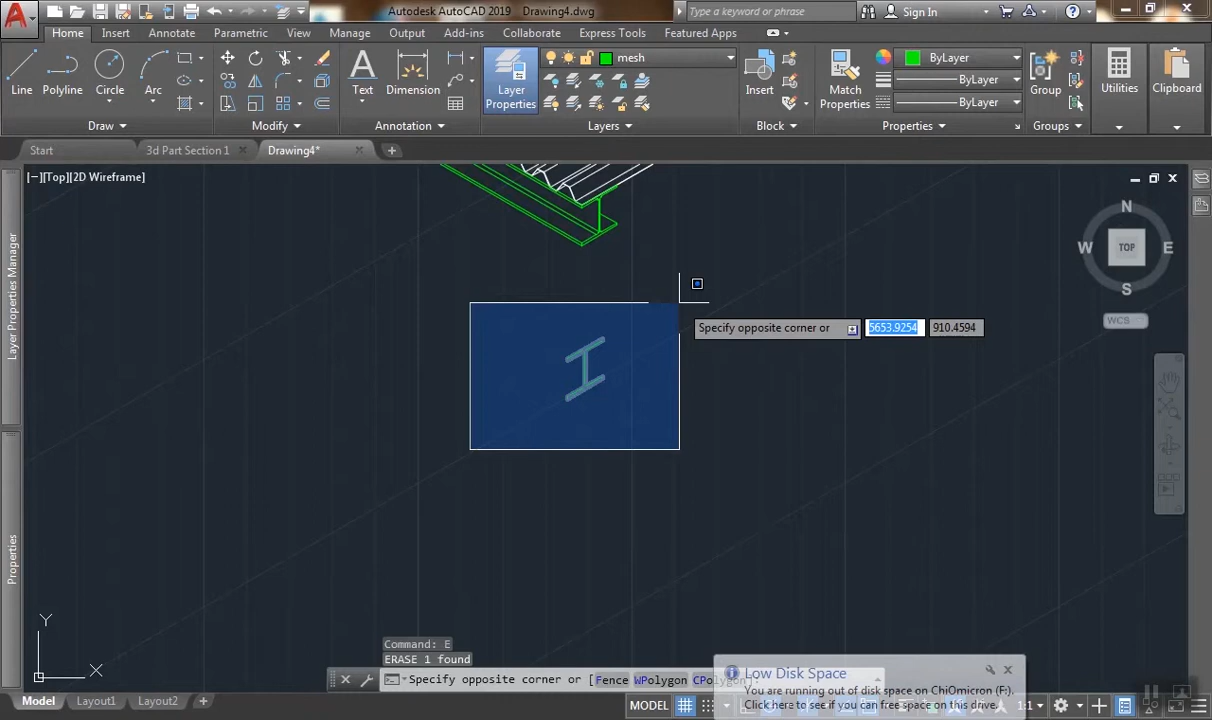 Autodesk AutoCAD 2019 Drawing4.dwg
Type a keyword or phrase
Sign In
Home Insert Annotate Parametric View Manage Output Add-ins Collaborate Express Tools Featured Apps
mesh
ByLayer
ByLayer
ByLayer
Line Polyline Circle Arc Text Dimension Layer Properties Insert Match Properties Group Utilities Clipboard
Draw Modify Annotation Layers Block Properties Groups
Start 3d Part Section 1 Drawing4*
[−][Top][2D Wireframe]
Layer Properties Manager
Properties
N
W TOP E
S
WCS
Specify opposite corner or 5653.9254 910.4594
Y
X
Command: E
ERASE 1 found
Specify opposite corner or [Fence WPolygon CPolygon]:
Low Disk Space
You are running out of disk space on ChiOmicron (F:).
Click here to see if you can free space on this drive.
Model Layout1 Layout2
MODEL
1:1